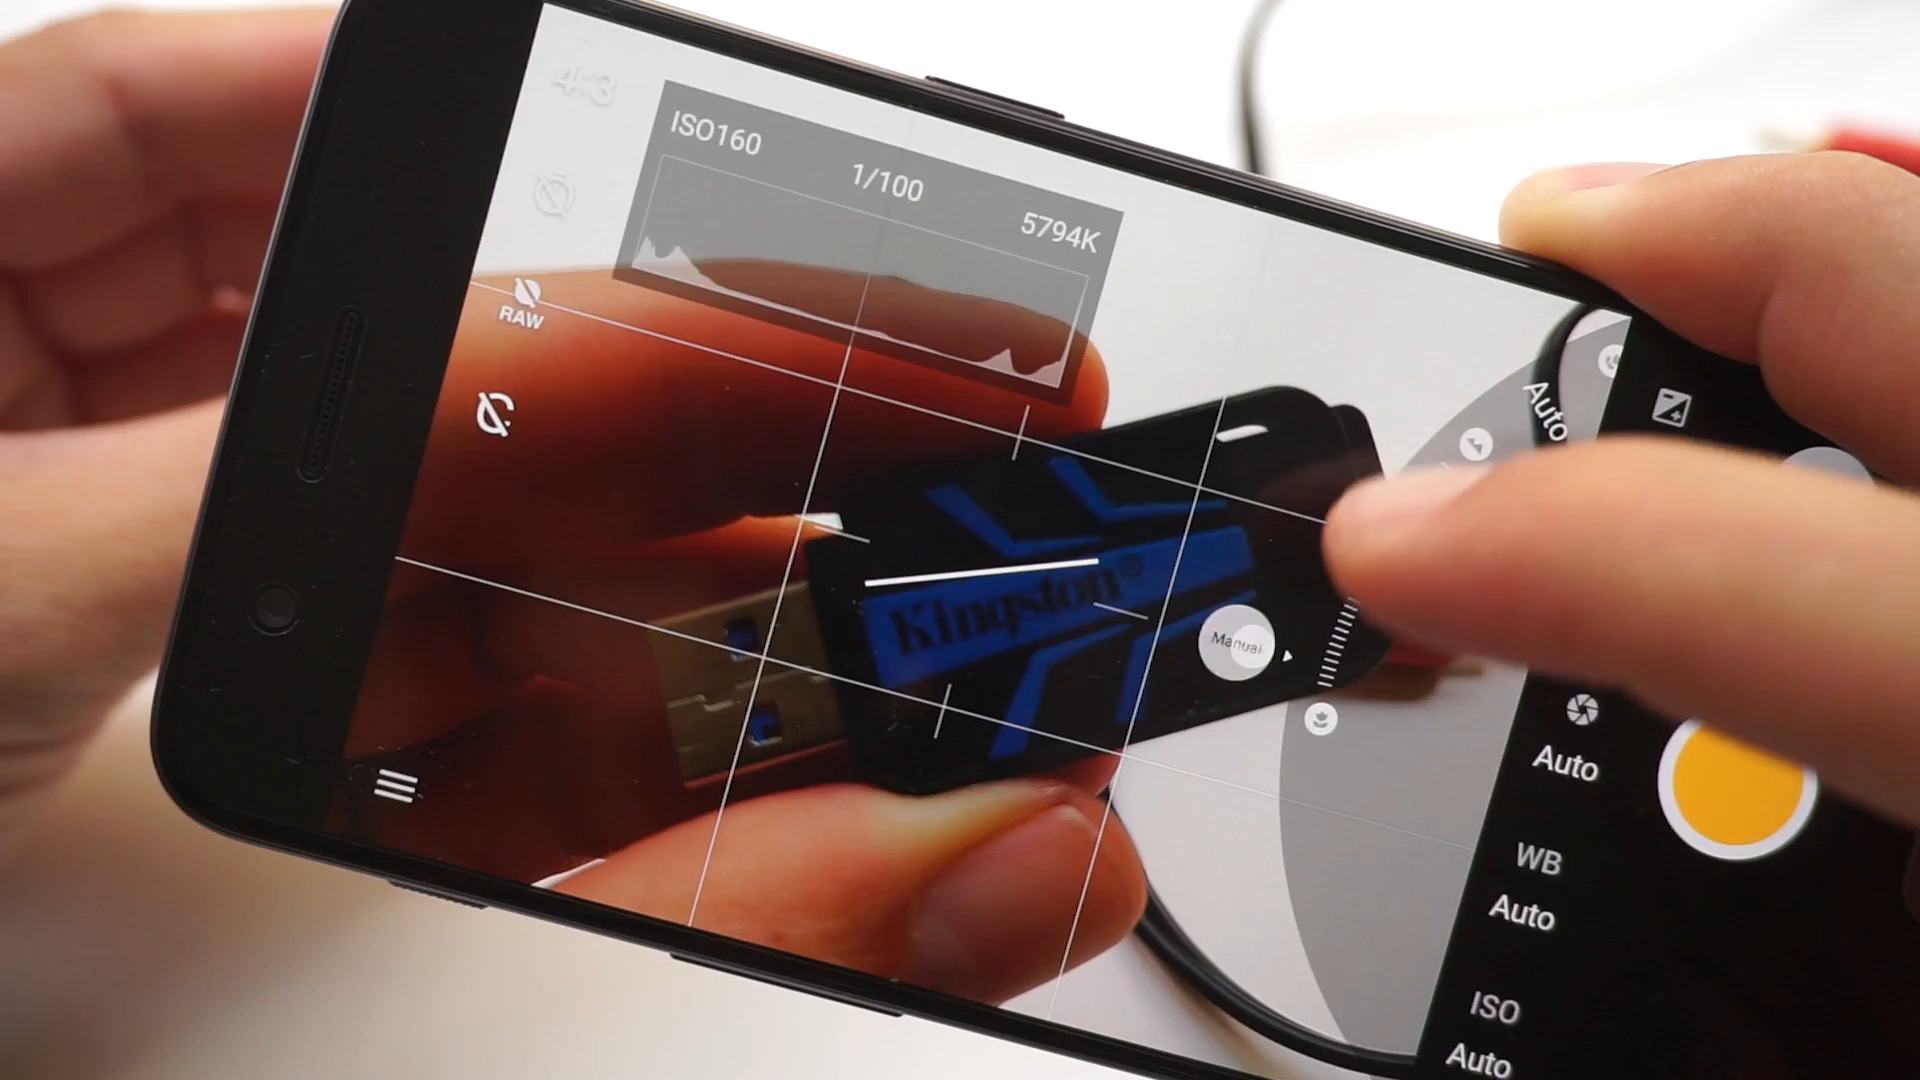 4:3
ISO160
1/100
5794K
RAW
Auto
Kingston®
Manual
Auto
WB
Auto
ISO
Auto